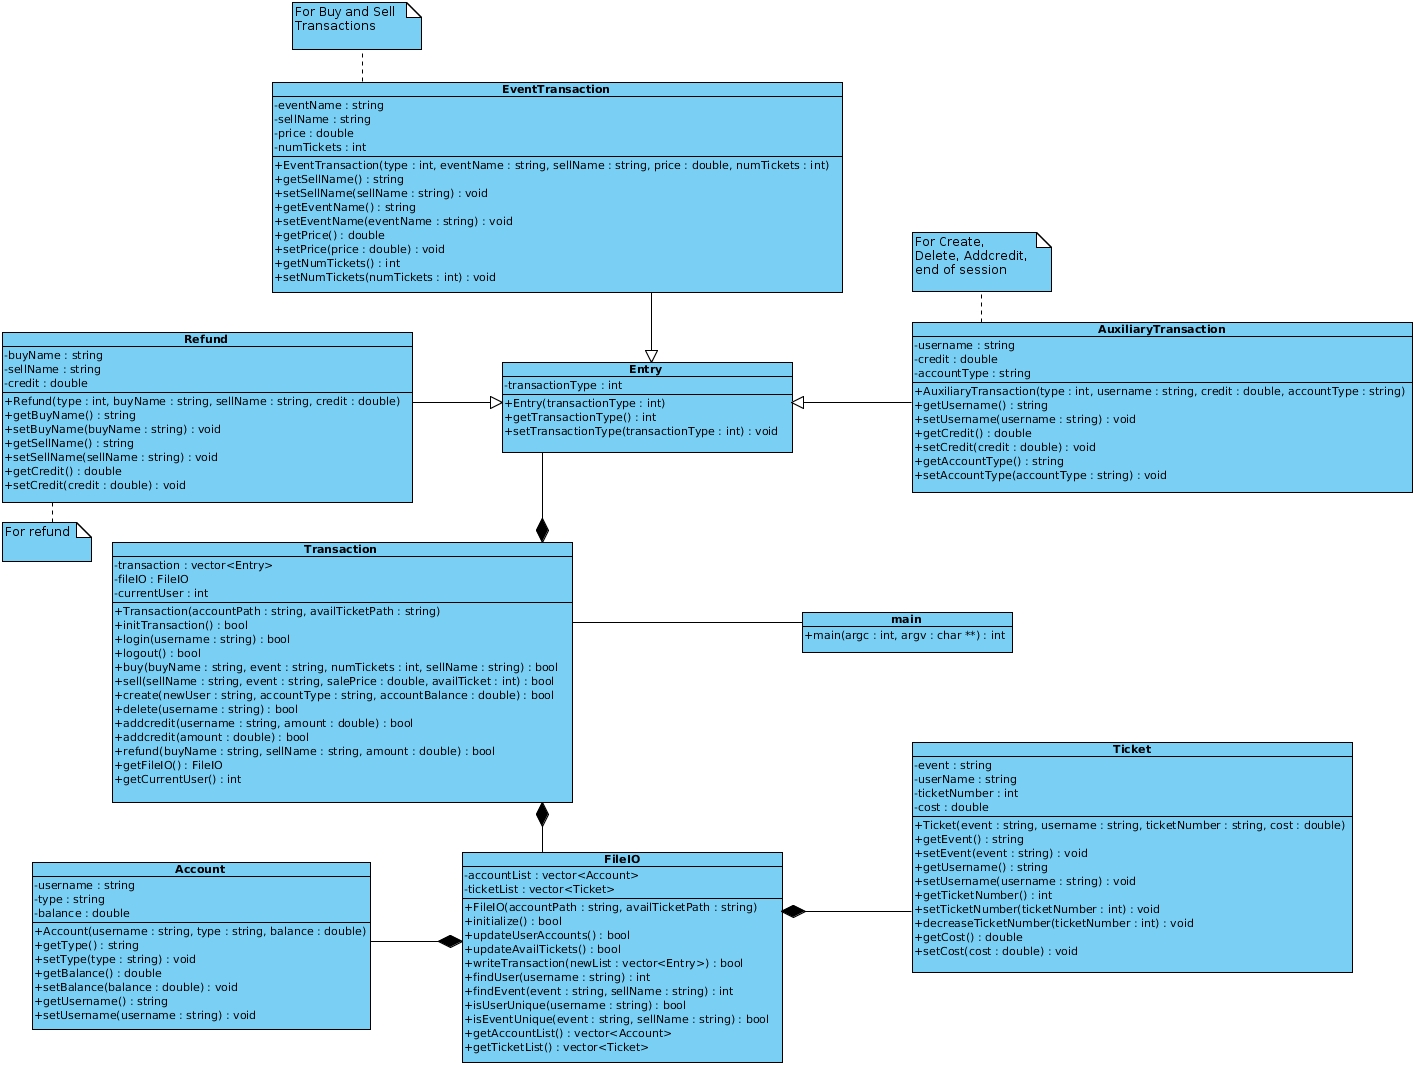 For Buy and Sell
Transactions
EventTransaction
-eventName : string
-sellName : string
-price : double
-numTickets : int
+EventTransaction(type : int, eventName : string, sellName : string, price : double, numTickets : int)
+getSellName() : string
+setSellName(sellName : string) : void
+getEventName() : string
+setEventName(eventName : string) : void
+getPrice() : double
+setPrice(price : double) : void
+getNumTickets() : int
+setNumTickets(numTickets : int) : void
For Create,
Delete, Addcredit,
end of session
Refund
-buyName : string
-sellName : string
-credit : double
+Refund(type : int, buyName : string, sellName : string, credit : double)
+getBuyName() : string
+setBuyName(buyName : string) : void
+getSellName() : string
+setSellName(sellName : string) : void
+getCredit() : double
+setCredit(credit : double) : void
For refund
Entry
-transactionType : int
+Entry(transactionType : int)
+getTransactionType() : int
+setTransactionType(transactionType : int) : void
AuxiliaryTransaction
-username : string
-credit : double
-accountType : string
+AuxiliaryTransaction(type : int, username : string, credit : double, accountType : string)
+getUsername() : string
+setUsername(username : string) : void
+getCredit() : double
+setCredit(credit : double) : void
+getAccountType() : string
+setAccountType(accountType : string) : void
Transaction
-transaction : vector<Entry>
-fileIO : FileIO
-currentUser : int
+Transaction(accountPath : string, availTicketPath : string)
+initTransaction() : bool
+login(username : string) : bool
+logout() : bool
+buy(buyName : string, event : string, numTickets : int, sellName : string) : bool
+sell(sellName : string, event : string, salePrice : double, availTicket : int) : bool
+create(newUser : string, accountType : string, accountBalance : double) : bool
+delete(username : string) : bool
+addcredit(username : string, amount : double) : bool
+addcredit(amount : double) : bool
+refund(buyName : string, sellName : string, amount : double) : bool
+getFileIO() : FileIO
+getCurrentUser() : int
main
+main(argc : int, argv : char **) : int
Ticket
-event : string
-userName : string
-ticketNumber : int
-cost : double
+Ticket(event : string, username : string, ticketNumber : string, cost : double)
+getEvent() : string
+setEvent(event : string) : void
+getUsername() : string
+setUsername(username : string) : void
+getTicketNumber() : int
+setTicketNumber(ticketNumber : int) : void
+decreaseTicketNumber(ticketNumber : int) : void
+getCost() : double
+setCost(cost : double) : void
Account
-username : string
-type : string
-balance : double
+Account(username : string, type : string, balance : double)
+getType() : string
+setType(type : string) : void
+getBalance() : double
+setBalance(balance : double) : void
+getUsername() : string
+setUsername(username : string) : void
FileIO
-accountList : vector<Account>
-ticketList : vector<Ticket>
+FileIO(accountPath : string, availTicketPath : string)
+initialize() : bool
+updateUserAccounts() : bool
+updateAvailTickets() : bool
+writeTransaction(newList : vector<Entry>) : bool
+findUser(username : string) : int
+findEvent(event : string, sellName : string) : int
+isUserUnique(username : string) : bool
+isEventUnique(event : string, sellName : string) : bool
+getAccountList() : vector<Account>
+getTicketList() : vector<Ticket>